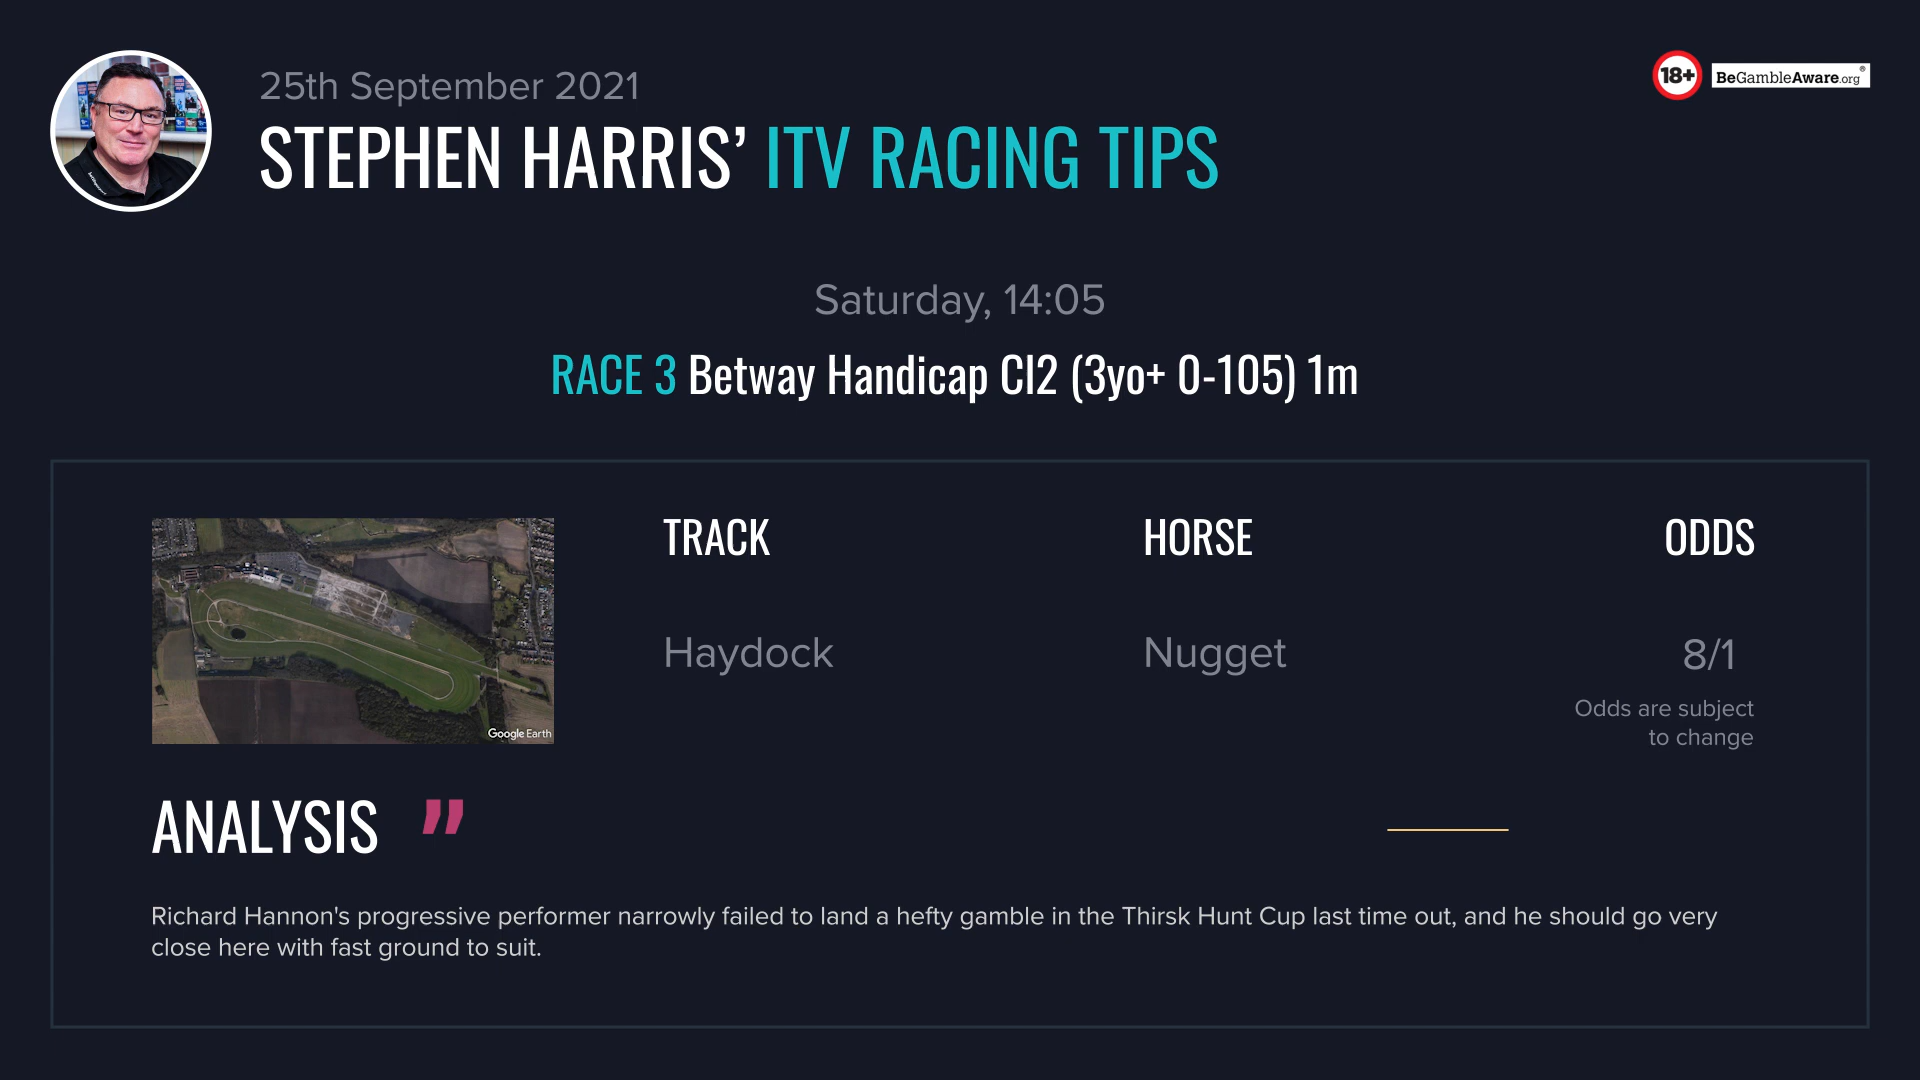 25th September 2021
STEPHEN HARRIS’ ITV RACING TIPS
18+ BeGambleAware.org®
Saturday, 14:05
RACE 3 Betway Handicap Cl2 (3yo+ 0-105) 1m
TRACK HORSE ODDS
Haydock Nugget 8/1
Odds are subject
to change
Google Earth
ANALYSIS ”
Richard Hannon's progressive performer narrowly failed to land a hefty gamble in the Thirsk Hunt Cup last time out, and he should go very
close here with fast ground to suit.